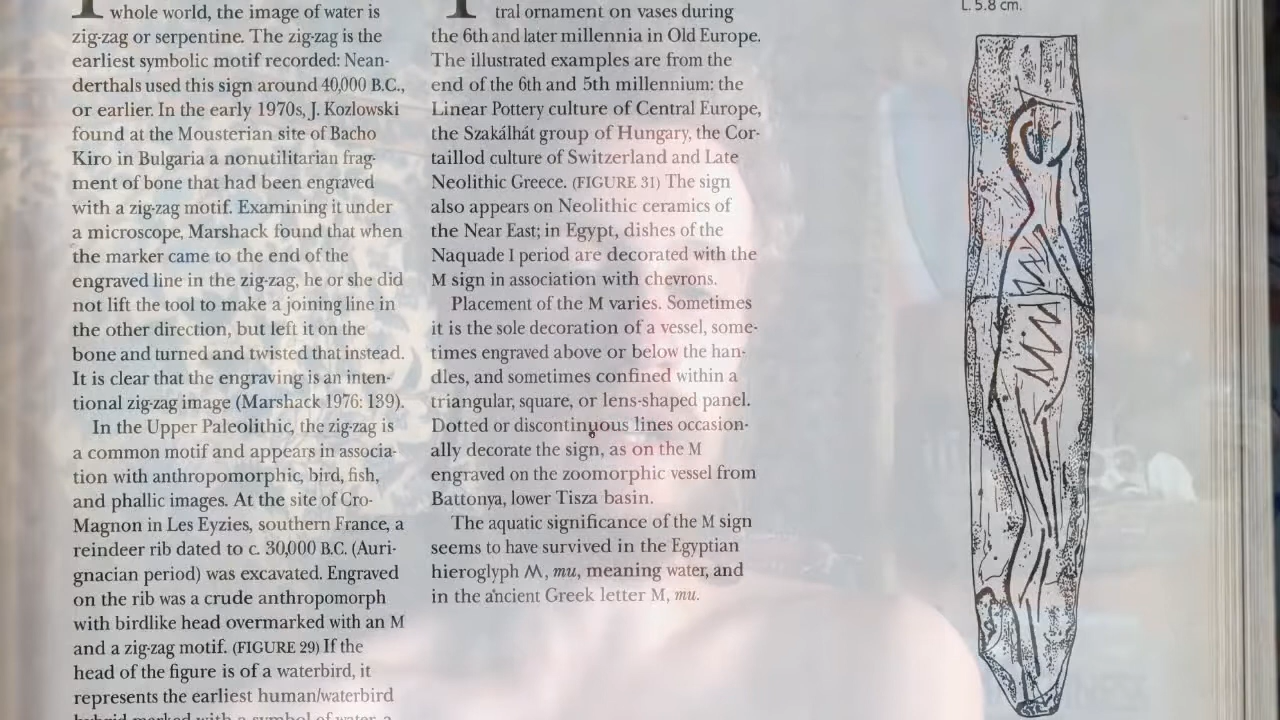 whole world, the image of water is
zig-zag or serpentine. The zig-zag is the
earliest symbolic motif recorded: Nean-
derthals used this sign around 40,000 B.C.,
or earlier. In the early 1970s, J. Kozlowski
found at the Mousterian site of Bacho
Kiro in Bulgaria a nonutilitarian frag-
ment of bone that had been engraved
with a zig-zag motif. Examining it under
a microscope, Marshack found that when
the marker came to the end of the
engraved line in the zig-zag, he or she did
not lift the tool to make a joining line in
the other direction, but left it on the
bone and turned and twisted that instead.
It is clear that the engraving is an inten-
tional zig-zag image (Marshack 1976: 139).
In the Upper Paleolithic, the zig-zag is
a common motif and appears in associa-
tion with anthropomorphic, bird, fish,
and phallic images. At the site of Cro-
Magnon in Les Eyzies, southern France, a
reindeer rib dated to c. 30,000 B.C. (Auri-
gnacian period) was excavated. Engraved
on the rib was a crude anthropomorph
with birdlike head overmarked with an M
and a zig-zag motif. (FIGURE 29) If the
head of the figure is of a waterbird, it
represents the earliest human/waterbird
hybrid marked with a symbol of water, a
tral ornament on vases during
the 6th and later millennia in Old Europe.
The illustrated examples are from the
end of the 6th and 5th millennium: the
Linear Pottery culture of Central Europe,
the Szakálhát group of Hungary, the Cor-
taillod culture of Switzerland and Late
Neolithic Greece. (FIGURE 31) The sign
also appears on Neolithic ceramics of
the Near East; in Egypt, dishes of the
Naquade I period are decorated with the
M sign in association with chevrons.
Placement of the M varies. Sometimes
it is the sole decoration of a vessel, some-
times engraved above or below the han-
dles, and sometimes confined within a
triangular, square, or lens-shaped panel.
Dotted or discontinuous lines occasion-
ally decorate the sign, as on the M
engraved on the zoomorphic vessel from
Battonya, lower Tisza basin.
The aquatic significance of the M sign
seems to have survived in the Egyptian
hieroglyph M, mu, meaning water, and
in the ancient Greek letter M, mu.
L. 5.8 cm.